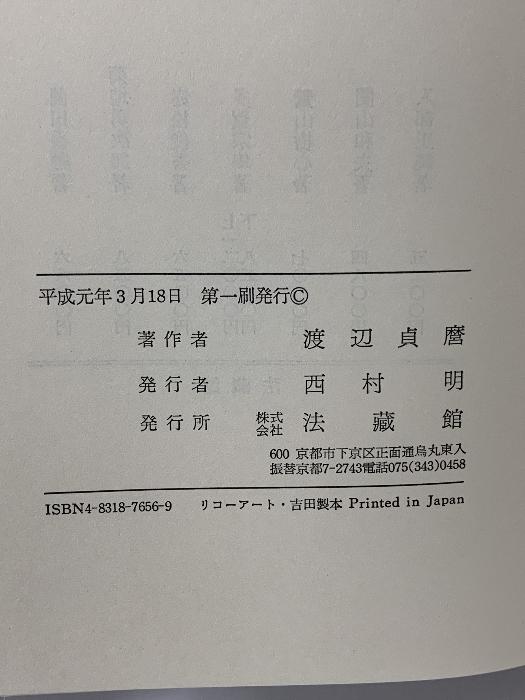 平成元年3月18日 第一刷発行©
著作者 渡辺貞麿
発行者 西村明
発行所 株式会社 法藏館
600 京都市下京区正面通烏丸東入
振替京都7-2743電話075(343)0458
ISBN4-8318-7656-9 リコーアート・吉田製本 Printed in Japan